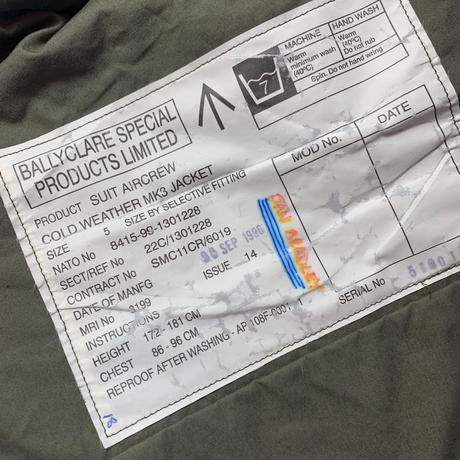 BALLYCLARE SPECIAL
PRODUCTS LIMITED
MACHINE
HAND WASH
Warm
minimum wash
(40°C)
Warm
(40°C)
Do not rub
Spin. Do not hand wring
7
PRODUCT SUIT AIRCREW
COLD WEATHER MK3 JACKET
SIZE 5 SIZE BY SELECTIVE FITTING
NATO No 8415-99-1301228
SECT/REF No 22C/1301228
CONTRACT No SMC11CR/6019
DATE OF MANFG SEP 1996
MRI No 3199 ISSUE 14
INSTRUCTIONS
HEIGHT 172 - 181 CM
CHEST 86 - 96 CM
REPROOF AFTER WASHING - AP 108F-0001-1
MOD No.
DATE
SERIAL No
18